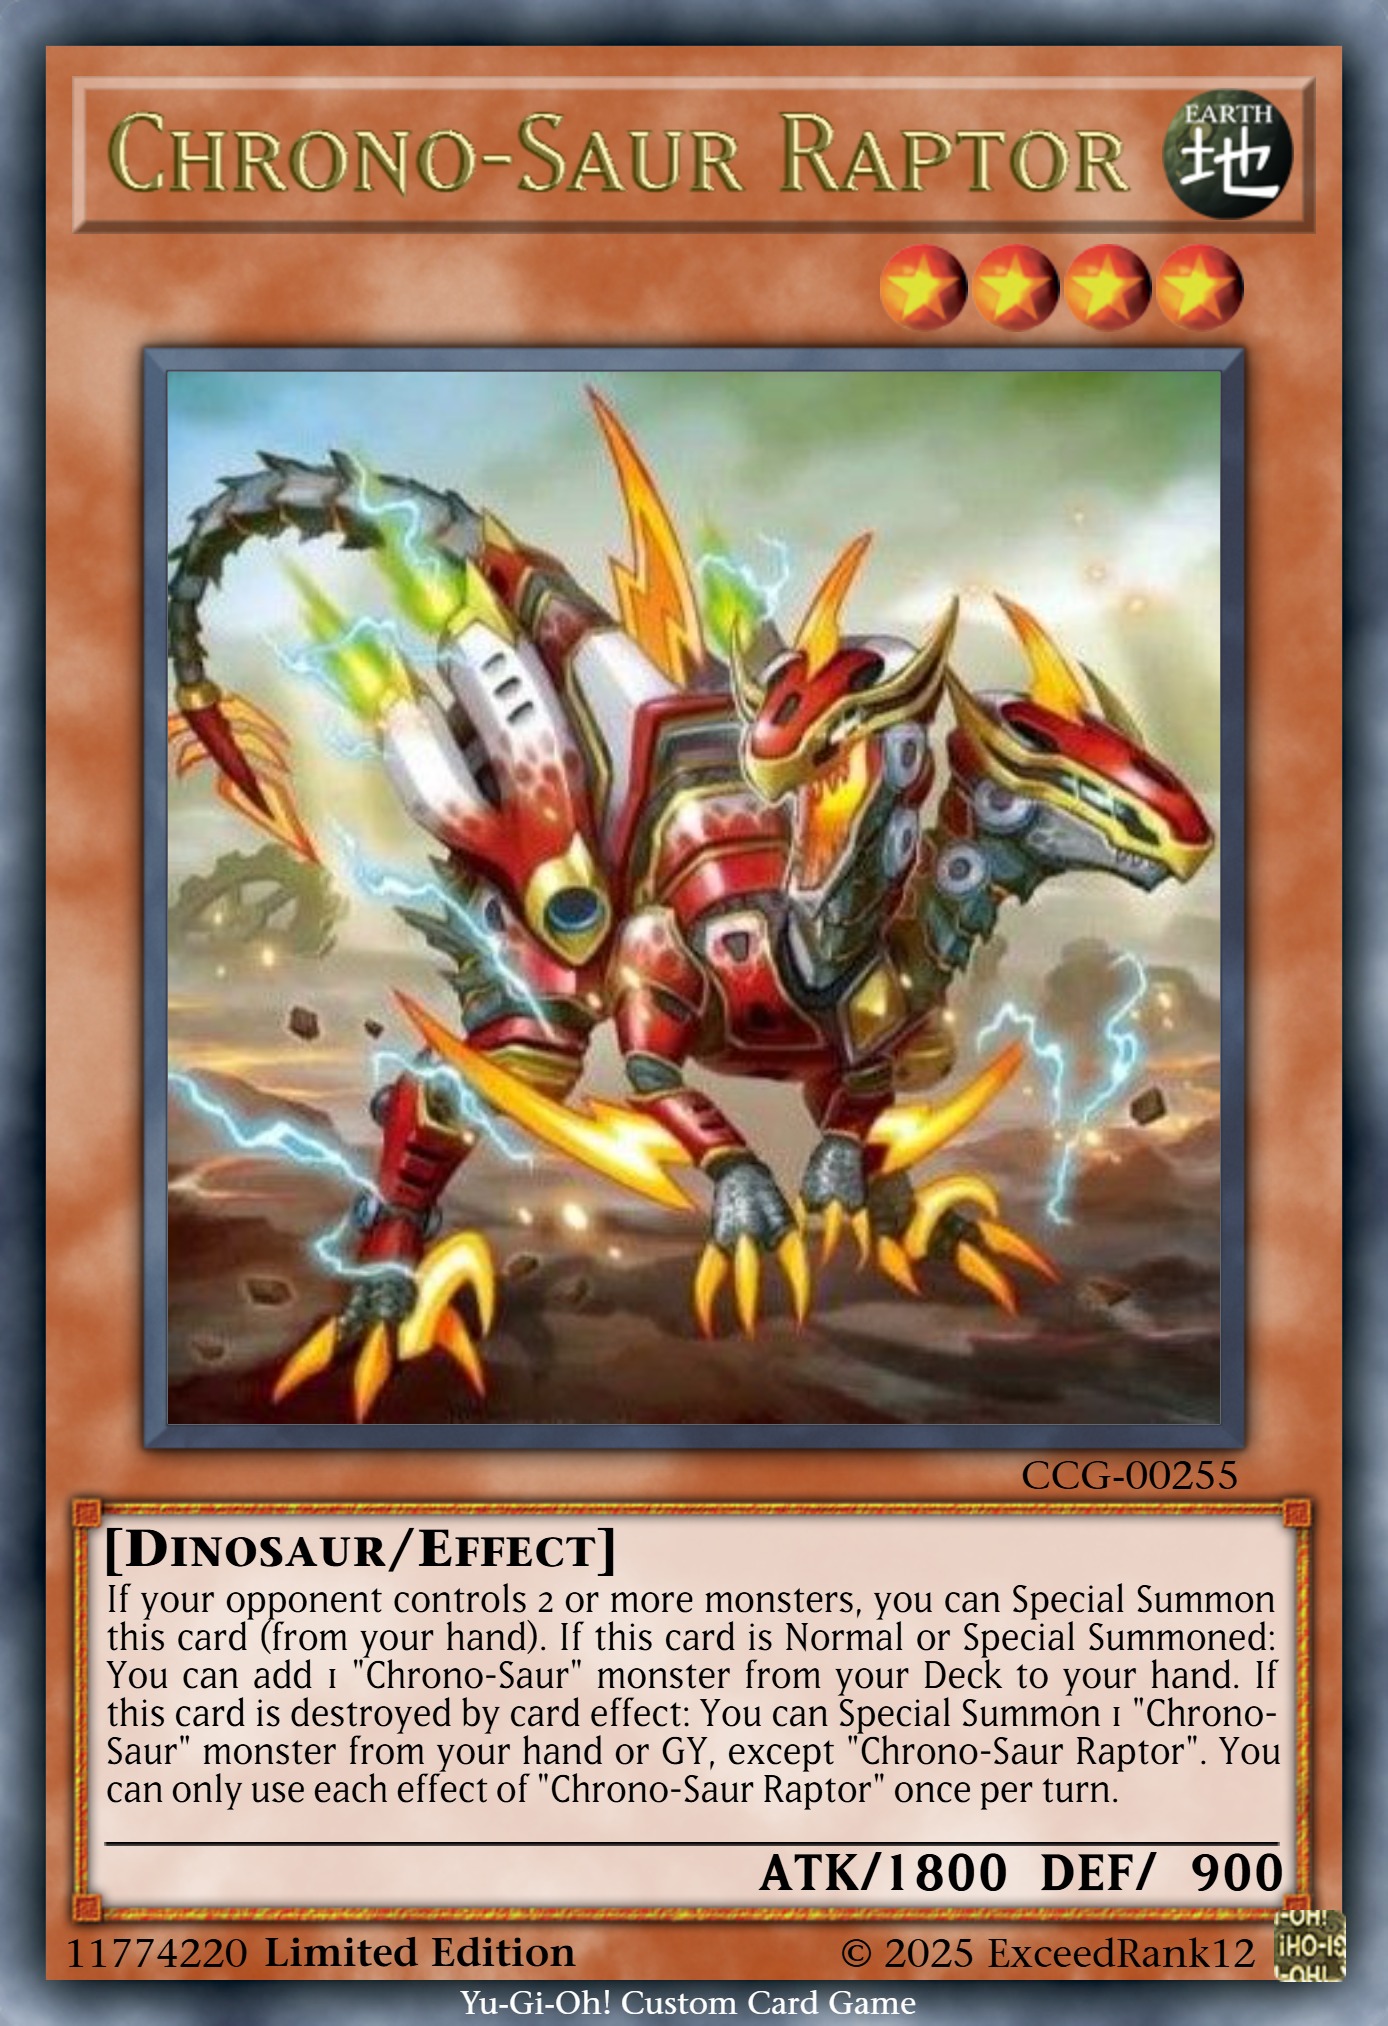 Chrono-Saur Raptor
EARTH
地
CCG-00255
[Dinosaur/Effect]
If your opponent controls 2 or more monsters, you can Special Summon
this card (from your hand). If this card is Normal or Special Summoned:
You can add 1 "Chrono-Saur" monster from your Deck to your hand. If
this card is destroyed by card effect: You can Special Summon 1 "Chrono-
Saur" monster from your hand or GY, except "Chrono-Saur Raptor". You
can only use each effect of "Chrono-Saur Raptor" once per turn.
ATK/1800 DEF/ 900
11774220 Limited Edition
© 2025 ExceedRank12
Yu-Gi-Oh! Custom Card Game